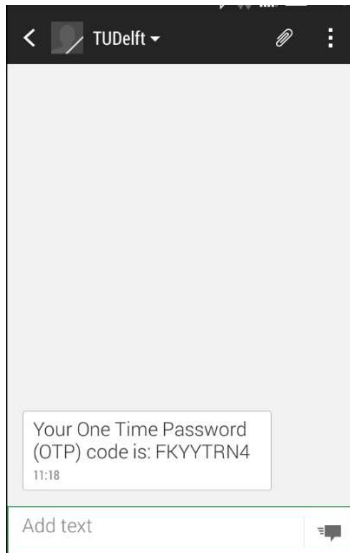 TUDelft
Your One Time Password
(OTP) code is: FKYYTRN4
11:18
Add text